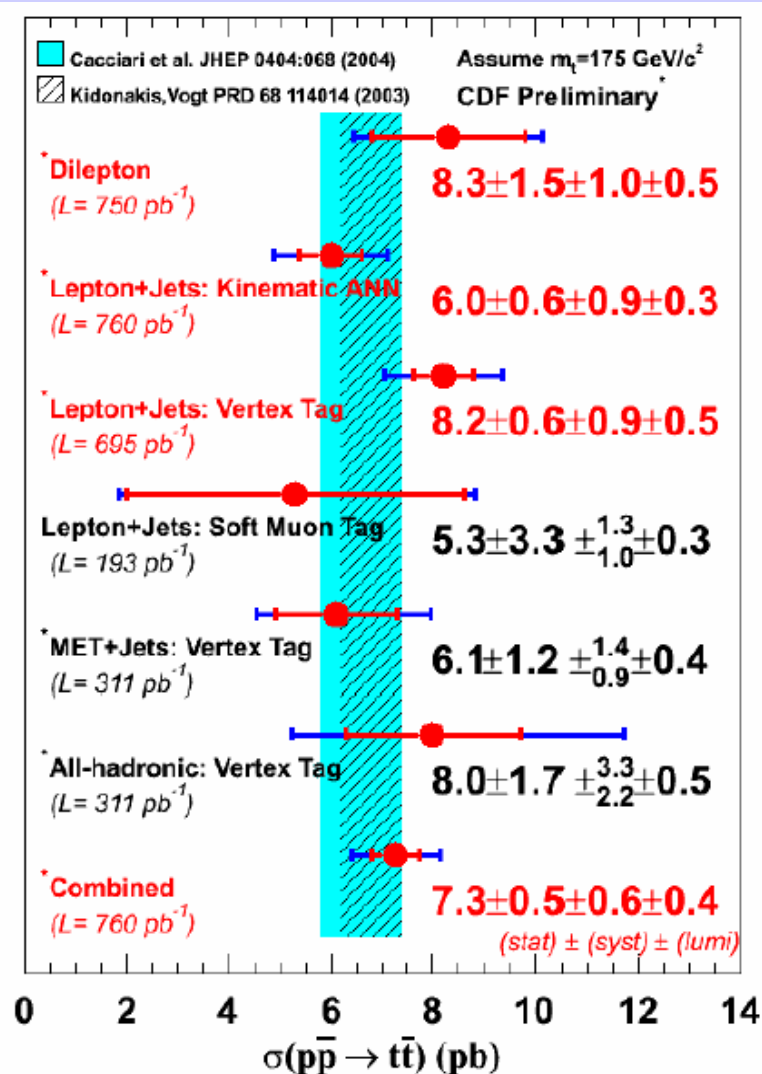 Cacciari et al. JHEP 0404:068 (2004)
Assume mₜ=175 GeV/c²
Kidonakis,Vogt PRD 68 114014 (2003)
CDF Preliminary*
*Dilepton
(L= 750 pb⁻¹)
8.3±1.5±1.0±0.5
*Lepton+Jets: Kinematic ANN
(L= 760 pb⁻¹)
6.0±0.6±0.9±0.3
*Lepton+Jets: Vertex Tag
(L= 695 pb⁻¹)
8.2±0.6±0.9±0.5
Lepton+Jets: Soft Muon Tag
(L= 193 pb⁻¹)
5.3±3.3 ±1.3/1.0±0.3
*MET+Jets: Vertex Tag
(L= 311 pb⁻¹)
6.1±1.2 ±1.4/0.9±0.4
*All-hadronic: Vertex Tag
(L= 311 pb⁻¹)
8.0±1.7 ±3.3/2.2±0.5
*Combined
(L= 760 pb⁻¹)
7.3±0.5±0.6±0.4
(stat) ± (syst) ± (lumi)
0 2 4 6 8 10 12 14
σ(pp̄ → tt̄) (pb)